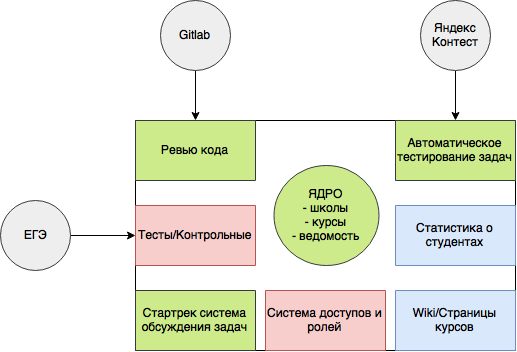 Gitlab
Яндекс
Контест
Ревью кода
Автоматическое
тестирование задач
ЯДРО
- школы
- курсы
- ведомость
ЕГЭ
Тесты/Контрольные
Статистика о
студентах
Стартрек система
обсуждения задач
Система доступов и
ролей
Wiki/Страницы
курсов